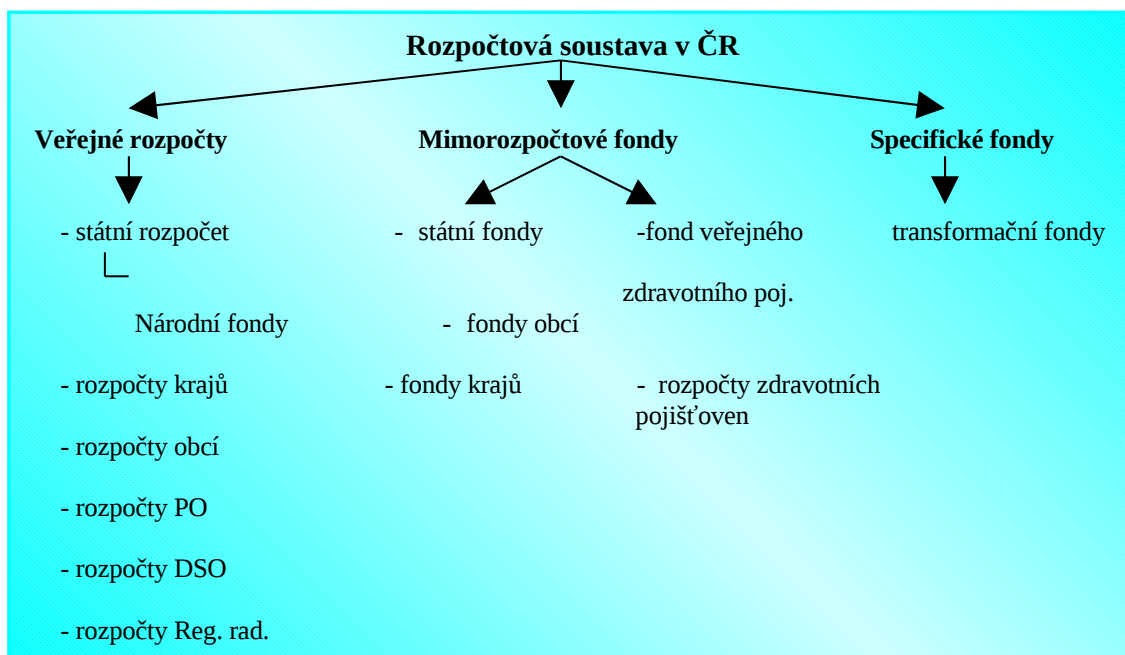 Rozpočtová soustava v ČR
Veřejné rozpočty
Mimorozpočtové fondy
Specifické fondy
- státní rozpočet
- státní fondy
-fond veřejného
transformační fondy
zdravotního poj.
Národní fondy
- fondy obcí
- rozpočty krajů
- fondy krajů
- rozpočty zdravotních
pojišťoven
- rozpočty obcí
- rozpočty PO
- rozpočty DSO
- rozpočty Reg. rad.